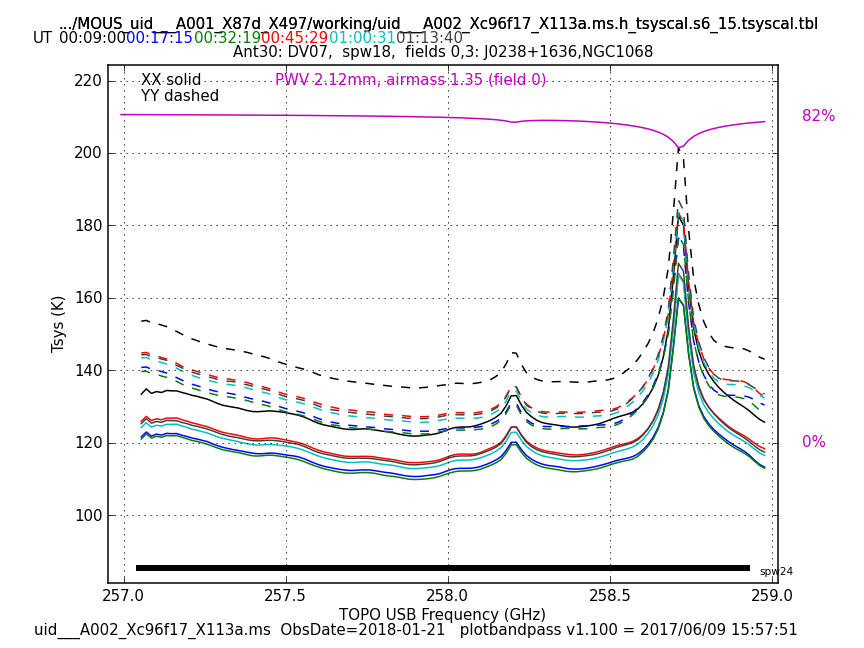 .../MOUS_uid___A001_X87d_X497/working/uid___A002_Xc96f17_X113a.ms.h_tsyscal.s6_15.tsyscal.tbl
UT 00:09:00 00:17:15 00:32:19 00:45:29 01:00:31 01:13:40
Ant30: DV07, spw18, fields 0,3: J0238+1636,NGC1068
XX solid
YY dashed
PWV 2.12mm, airmass 1.35 (field 0)
82%
0%
220
200
180
160
140
120
100
Tsys (K)
spw24
257.0 257.5 258.0 258.5 259.0
TOPO USB Frequency (GHz)
uid___A002_Xc96f17_X113a.ms ObsDate=2018-01-21 plotbandpass v1.100 = 2017/06/09 15:57:51